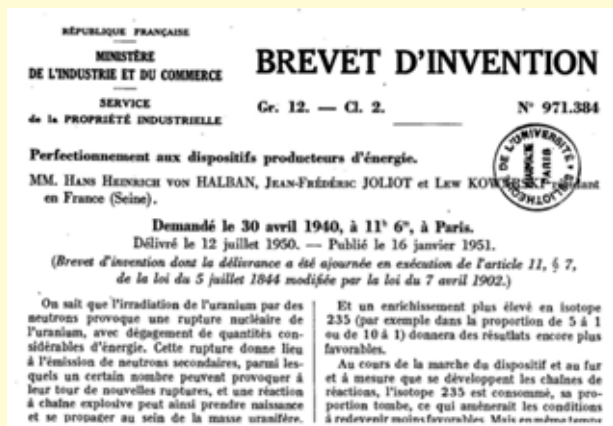 RÉPUBLIQUE FRANÇAISE
MINISTÈRE
DE L'INDUSTRIE ET DU COMMERCE
SERVICE
de la PROPRIÉTÉ INDUSTRIELLE
BREVET D'INVENTION
Gr. 12. — Cl. 2.
N° 971.384
Perfectionnement aux dispositifs producteurs d'énergie.
MM. HANS HEINRICH VON HALBAN, JEAN-FRÉDÉRIC JOLIOT et LEW
en France (Seine).
DE L'UNIVERSITÉ
PARIS
Demandé le 30 avril 1940, à 11ʰ 6ᵐ, à Paris.
Délivré le 12 juillet 1950. — Publié le 16 janvier 1951.
(Brevet d'invention dont la délivrance a été ajournée en exécution de l'article 11, § 7,
de la loi du 5 juillet 1844 modifiée par la loi du 7 avril 1902.)
On sait que l'irradiation de l'uranium par des
neutrons provoque une rupture nucléaire de
l'uranium, avec dégagement de quantités con-
sidérables d'énergie. Cette rupture donne lieu
à l'émission de neutrons secondaires, parmi les-
quels un certain nombre peuvent provoquer à
leur tour de nouvelles ruptures, et une réaction
à chaîne explosive peut ainsi prendre naissance
et se propager au sein de la masse uranifère.
Et un enrichissement plus élevé en isotope
235 (par exemple dans la proportion de 5 à 1
ou de 10 à 1) donnera des résultats encore plus
favorables.
Au cours de la marche du dispositif et au fur
et à mesure que se développent les chaînes de
réactions, l'isotope 235 est consommé, sa pro-
portion tombe, ce qui amènerait les conditions
à redevenir moins favorables. Mais en même temps